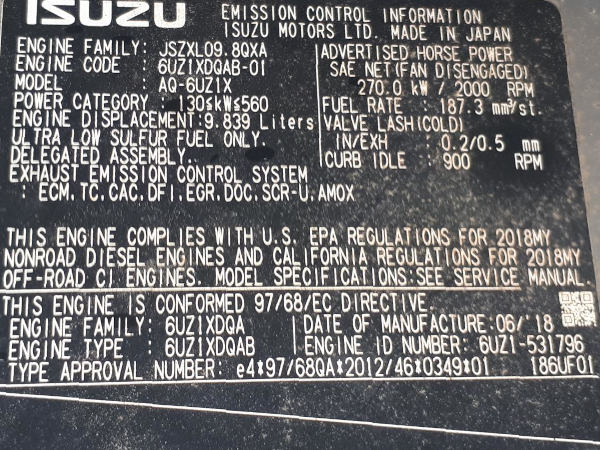 ISUZU EMISSION CONTROL INFORMATION
ISUZU MOTORS LTD. MADE IN JAPAN
ENGINE FAMILY: JSZXL09.8QXA
ENGINE CODE : 6UZ1XDQAB-01
MODEL : AQ-6UZ1X
POWER CATEGORY : 130≤kW≤560
ENGINE DISPLACEMENT: 9.839 Liters
ULTRA LOW SULFUR FUEL ONLY.
DELEGATED ASSEMBLY.
EXHAUST EMISSION CONTROL SYSTEM
: ECM,TC,CAC,DFI,EGR,DOC,SCR-U,AMOX
ADVERTISED HORSE POWER
SAE NET(FAN DISENGAGED)
270.0 kW / 2000 RPM
FUEL RATE : 187.3 mm³/st.
VALVE LASH(COLD)
IN/EXH : 0.2/0.5 mm
CURB IDLE : 900 RPM
THIS ENGINE COMPLIES WITH U.S. EPA REGULATIONS FOR 2018MY
NONROAD DIESEL ENGINES AND CALIFORNIA REGULATIONS FOR 2018MY
OFF-ROAD CI ENGINES. MODEL SPECIFICATIONS:SEE SERVICE MANUAL.
THIS ENGINE IS CONFORMED 97/68/EC DIRECTIVE
ENGINE FAMILY: 6UZ1XDQA DATE OF MANUFACTURE:06/'18
ENGINE TYPE : 6UZ1XDQAB ENGINE ID NUMBER: 6UZ1-531796
TYPE APPROVAL NUMBER: e4*97/68QA*2012/46*0349*01 186UF01